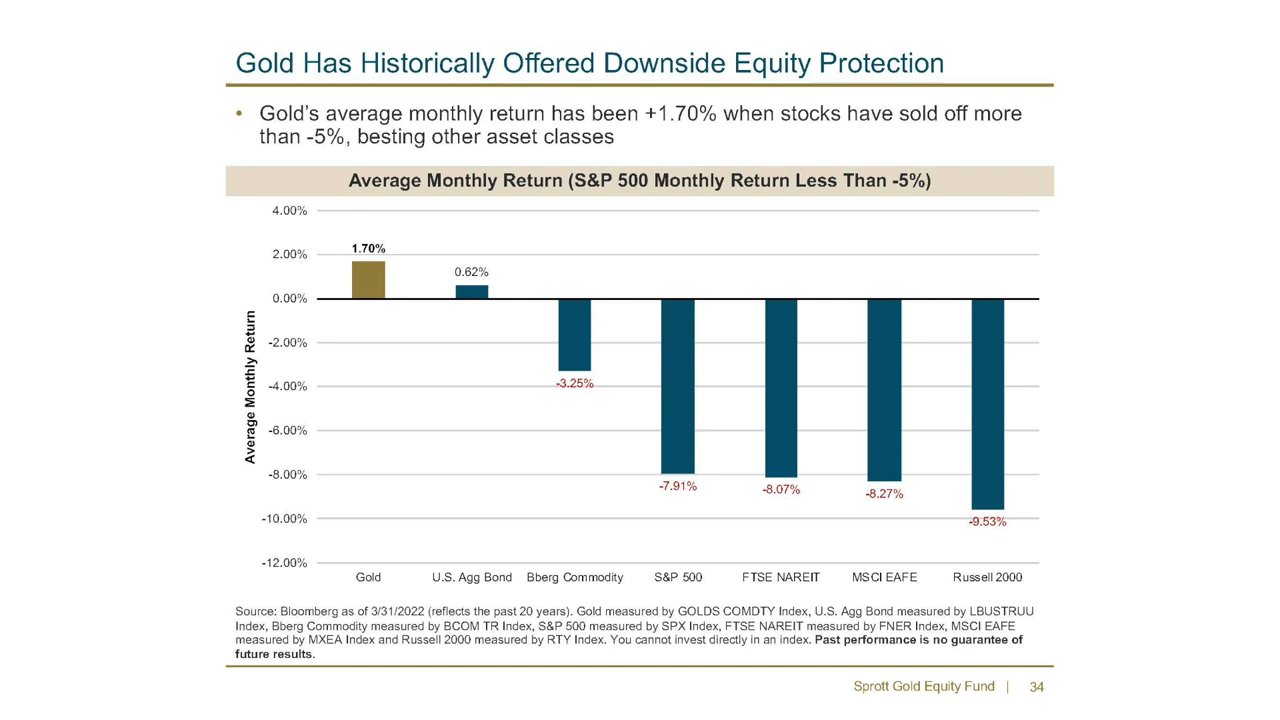 Gold Has Historically Offered Downside Equity Protection
• Gold’s average monthly return has been +1.70% when stocks have sold off more
than -5%, besting other asset classes
Average Monthly Return (S&P 500 Monthly Return Less Than -5%)
Average Monthly Return
4.00%
2.00%
0.00%
-2.00%
-4.00%
-6.00%
-8.00%
-10.00%
-12.00%
1.70%
0.62%
-3.25%
-7.91%
-8.07%
-8.27%
-9.53%
Gold U.S. Agg Bond Bberg Commodity S&P 500 FTSE NAREIT MSCI EAFE Russell 2000
Source: Bloomberg as of 3/31/2022 (reflects the past 20 years). Gold measured by GOLDS COMDTY Index, U.S. Agg Bond measured by LBUSTRUU
Index, Bberg Commodity measured by BCOM TR Index, S&P 500 measured by SPX Index, FTSE NAREIT measured by FNER Index, MSCI EAFE
measured by MXEA Index and Russell 2000 measured by RTY Index. You cannot invest directly in an index. Past performance is no guarantee of
future results.
Sprott Gold Equity Fund | 34